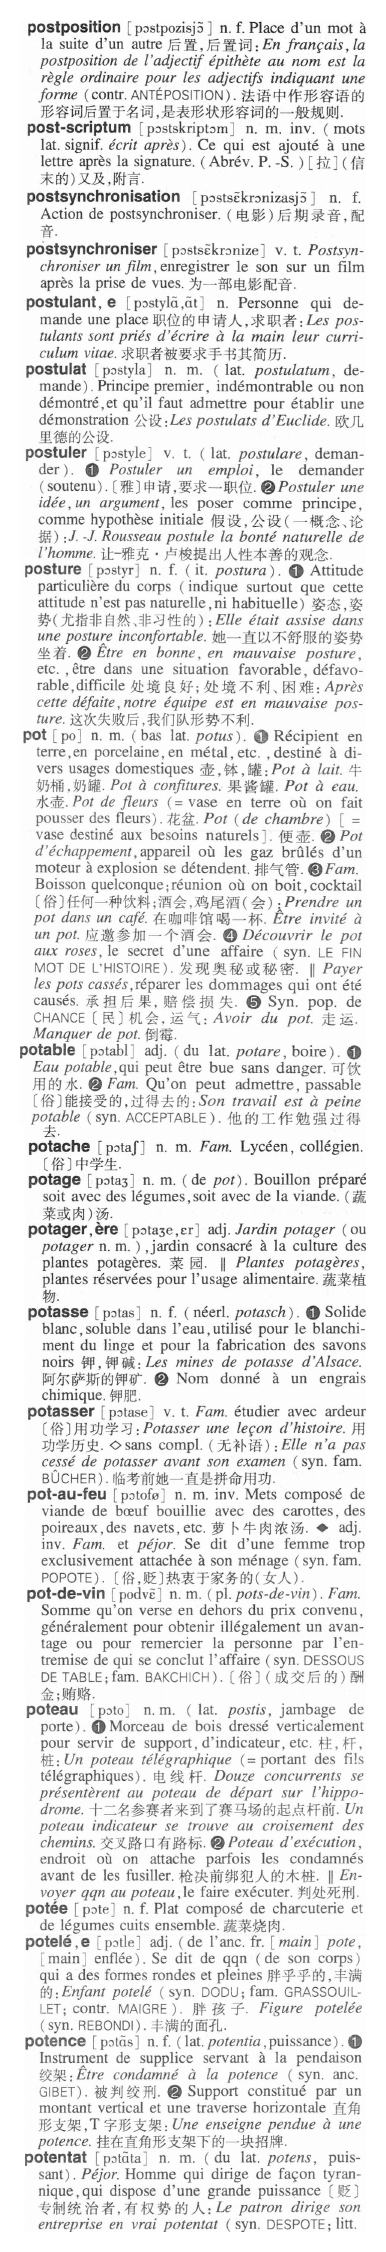 postposition [pɔstpozisjɔ̃] n. f. Place d'un mot à
la suite d'un autre 后置,后置词: En français, la
postposition de l'adjectif épithète au nom est la
règle ordinaire pour les adjectifs indiquant une
forme (contr. ANTÉPOSITION). 法语中作形容语的
形容词后置于名词,是表形状形容词的一般规则.
post-scriptum [pɔstskriptɔm] n. m. inv. (mots
lat. signif. écrit après). Ce qui est ajouté à une
lettre après la signature. (Abrév. P. -S. ) [拉](信
末的)又及,附言.
postsynchronisation [pɔstsɛ̃krɔnizasjɔ̃] n. f.
Action de postsynchroniser. (电影)后期录音,配
音.
postsynchroniser [pɔstsɛ̃krɔnize] v. t. Postsyn-
chroniser un film, enregistrer le son sur un film
après la prise de vues. 为一部电影配音.
postulant, e [pɔstylɑ̃,ɑ̃t] n. Personne qui de-
mande une place 职位的申请人,求职者: Les pos-
tulants sont priés d'écrire à la main leur curri-
culum vitae. 求职者被要求手书其简历.
postulat [pɔstyla] n. m. ( lat. postulatum, de-
mande). Principe premier, indémontrable ou non
démontré, et qu'il faut admettre pour établir une
démonstration 公设: Les postulats d'Euclide. 欧几
里德的公设.
postuler [pɔstyle] v. t. ( lat. postulare, deman-
der). ❶ Postuler un emploi, le demander
(soutenu). [雅]申请,要求一职位. ❷ Postuler une
idée, un argument, les poser comme principe,
comme hypothèse initiale 假设,公设(一概念、论
据): J. -J. Rousseau postule la bonté naturelle de
l'homme. 让-雅克·卢梭提出人性本善的观念.
posture [pɔstyr] n. f. (it. postura). ❶ Attitude
particulière du corps (indique surtout que cette
attitude n'est pas naturelle, ni habituelle) 姿态,姿
势(尤指非自然、非习性的): Elle était assise dans
une posture inconfortable. 她一直以不舒服的姿势
坐着. ❷ Être en bonne, en mauvaise posture,
etc. , être dans une situation favorable, défavo-
rable, difficile 处境良好;处境不利、困难: Après
cette défaite, notre équipe est en mauvaise pos-
ture. 这次失败后,我们队形势不利.
pot [po] n. m. (bas lat. potus). ❶ Récipient en
terre, en porcelaine, en métal, etc. , destiné à di-
vers usages domestiques 壶,钵,罐: Pot à lait. 牛
奶桶,奶罐. Pot à confitures. 果酱罐. Pot à eau.
水壶. Pot de fleurs (= vase en terre où on fait
pousser des fleurs). 花盆. Pot (de chambre) [ =
vase destiné aux besoins naturels]. 便壶. ❷ Pot
d'échappement, appareil où les gaz brûlés d'un
moteur à explosion se détendent. 排气管. ❸ Fam.
Boisson quelconque; réunion où on boit, cocktail
[俗]任何一种饮料;酒会,鸡尾酒(会): Prendre un
pot dans un café. 在咖啡馆喝一杯. Être invité à
un pot. 应邀参加一个酒会. ❹ Découvrir le pot
aux roses, le secret d'une affaire ( syn. LE FIN
MOT DE L'HISTOIRE). 发现奥秘或秘密. ‖ Payer
les pots cassés, réparer les dommages qui ont été
causés. 承担后果, 赔偿损失. ❺ Syn. pop. de
CHANCE [民]机会,运气: Avoir du pot. 走运.
Manquer de pot. 倒霉.
potable [pɔtabl] adj. (du lat. potare, boire). ❶
Eau potable, qui peut être bue sans danger. 可饮
用的水. ❷ Fam. Qu'on peut admettre, passable
[俗]能接受的,过得去的: Son travail est à peine
potable (syn. ACCEPTABLE). 他的工作勉强过得
去.
potache [pɔtaʃ] n. m. Fam. Lycéen, collégien.
[俗]中学生.
potage [pɔtaʒ] n. m. (de pot). Bouillon préparé
soit avec des légumes, soit avec de la viande. (蔬
菜或肉)汤.
potager, ère [pɔtaʒe,ɛr] adj. Jardin potager (ou
potager n. m. ), jardin consacré à la culture des
plantes potagères. 菜园. ‖ Plantes potagères,
plantes réservées pour l'usage alimentaire. 蔬菜植
物.
potasse [pɔtas] n. f. (néerl. potasch). ❶ Solide
blanc, soluble dans l'eau, utilisé pour le blanchi-
ment du linge et pour la fabrication des savons
noirs 钾,钾碱: Les mines de potasse d'Alsace.
阿尔萨斯的钾矿. ❷ Nom donné à un engrais
chimique. 钾肥.
potasser [pɔtase] v. t. Fam. étudier avec ardeur
[俗]用功学习: Potasser une leçon d'histoire. 用
功学历史. ◇ sans compl. (无补语): Elle n'a pas
cessé de potasser avant son examen (syn. fam.
BÛCHER). 临考前她一直是拼命用功.
pot-au-feu [pɔtofø] n. m. inv. Mets composé de
viande de bœuf bouillie avec des carottes, des
poireaux, des navets, etc. 萝卜牛肉浓汤. ◆ adj.
inv. Fam. et péjor. Se dit d'une femme trop
exclusivement attachée à son ménage (syn. fam.
POPOTE). [俗,贬]热衷于家务的(女人).
pot-de-vin [podvɛ̃] n. m. (pl. pots-de-vin). Fam.
Somme qu'on verse en dehors du prix convenu,
généralement pour obtenir illégalement un avan-
tage ou pour remercier la personne par l'en-
tremise de qui se conclut l'affaire (syn. DESSOUS
DE TABLE; fam. BAKCHICH). [俗](成交后的)酬
金;贿赂.
poteau [pɔto] n. m. ( lat. postis, jambage de
porte). ❶ Morceau de bois dressé verticalement
pour servir de support, d'indicateur, etc. 柱,杆,
桩: Un poteau télégraphique (= portant des fils
télégraphiques). 电线杆. Douze concurrents se
présentèrent au poteau de départ sur l'hippo-
drome. 十二名参赛者来到了赛马场的起点杆前. Un
poteau indicateur se trouve au croisement des
chemins. 交叉路口有路标. ❷ Poteau d'exécution,
endroit où on attache parfois les condamnés
avant de les fusiller. 枪决前绑犯人的木桩. ‖ En-
voyer qqn au poteau, le faire exécuter. 判处死刑.
potée [pɔte] n. f. Plat composé de charcuterie et
de légumes cuits ensemble. 蔬菜烧肉.
potelé, e [pɔtle] adj. (de l'anc. fr. [main] pote,
[main] enflée). Se dit de qqn (de son corps)
qui a des formes rondes et pleines 胖乎乎的,丰满
的: Enfant potelé ( syn. DODU; fam. GRASSOUIL-
LET; contr. MAIGRE). 胖孩子. Figure potelée
(syn. REBONDI). 丰满的面孔.
potence [pɔtɑ̃s] n. f. (lat. potentia, puissance). ❶
Instrument de supplice servant à la pendaison
绞架: Être condamné à la potence ( syn. anc.
GIBET). 被判绞刑. ❷ Support constitué par un
montant vertical et une traverse horizontale 直角
形支架,T字形支架: Une enseigne pendue à une
potence. 挂在直角形支架下的一块招牌.
potentat [pɔtɑ̃ta] n. m. (du lat. potens, puis-
sant). Péjor. Homme qui dirige de façon tyran-
nique, qui dispose d'une grande puissance [贬]
专制统治者,有权势的人: Le patron dirige son
entreprise en vrai potentat (syn. DESPOTE; litt.